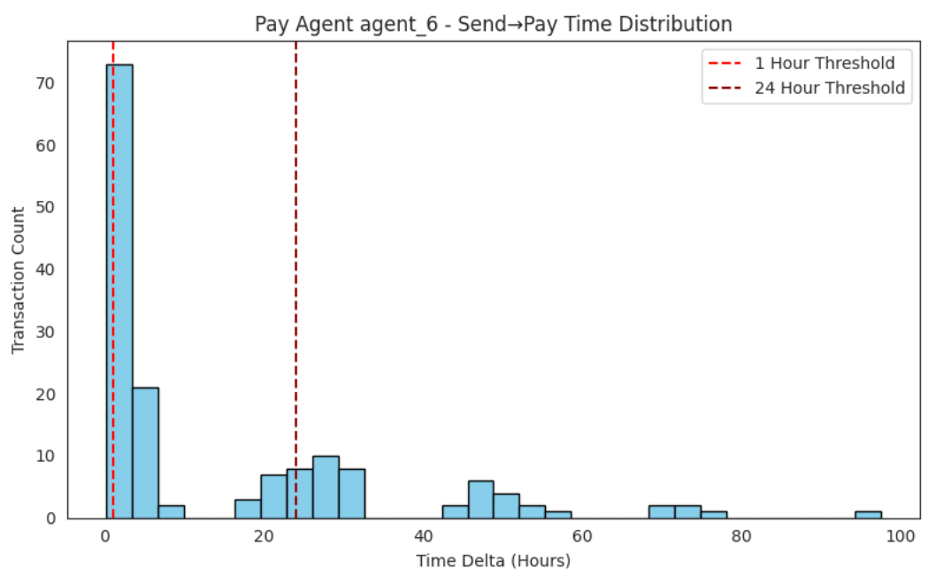 Pay Agent agent_6 - Send→Pay Time Distribution
1 Hour Threshold
24 Hour Threshold
Transaction Count
70
60
50
40
30
20
10
0
0 20 40 60 80 100
Time Delta (Hours)